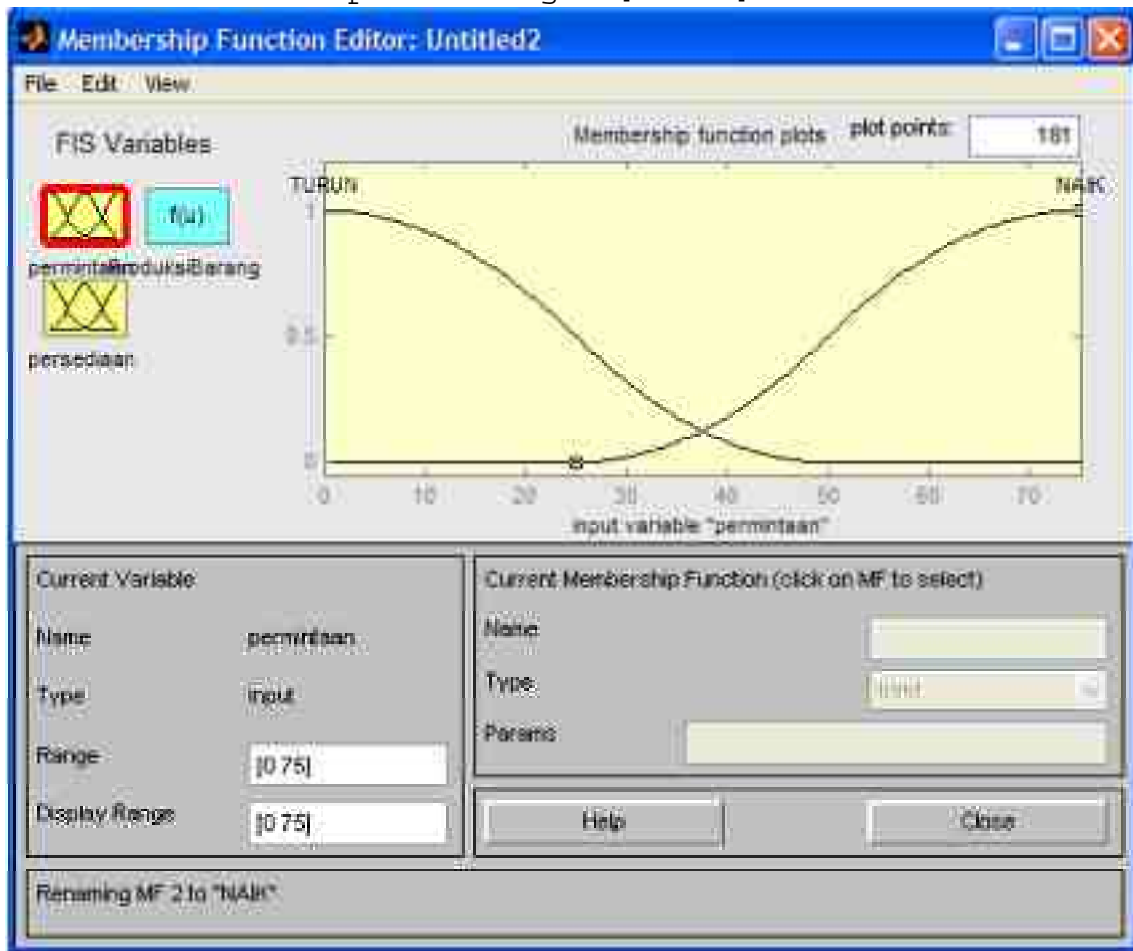 Membership Function Editor: Untitled2
File Edit View
FIS Variables
Membership function plots
plot points:
181
f(u)
permintaan
ProduksiBarang
persediaan
TURUN
NAIK
1
0.5
0
0 10 20 30 40 50 60 70
input variable "permintaan"
Current Variable
Name permintaan
Type input
Range [0 75]
Display Range [0 75]
Current Membership Function (click on MF to select)
Name
Type
Params
Help
Close
Renaming MF 2 to "NAIK"